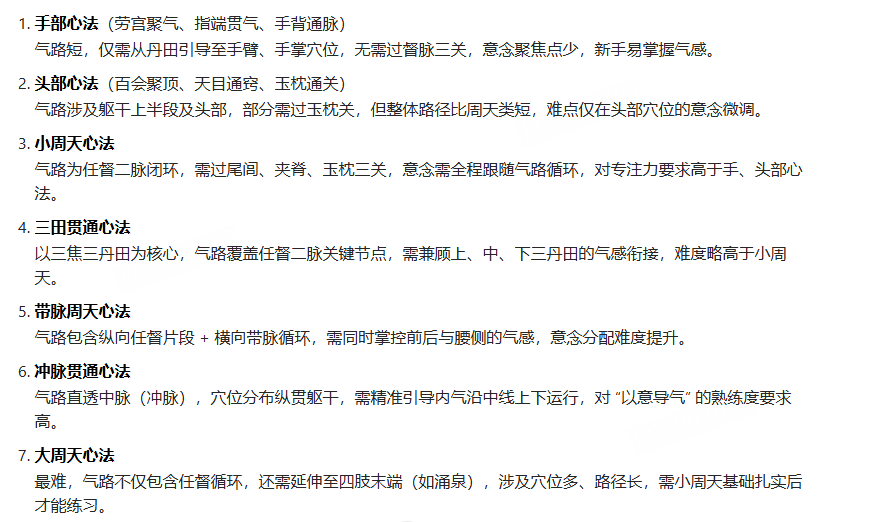 1. 手部心法（劳宫聚气、指端贯气、手背通脉）
气路短，仅需从丹田引导至手臂、手掌穴位，无需过督脉三关，意念聚焦点少，新手易掌握气感。
2. 头部心法（百会聚顶、天目通窍、玉枕通关）
气路涉及躯干上半段及头部，部分需过玉枕关，但整体路径比周天类短，难点仅在头部穴位的意念微调。
3. 小周天心法
气路为任督二脉闭环，需过尾闾、夹脊、玉枕三关，意念需全程跟随气路循环，对专注力要求高于手、头部心
法。
4. 三田贯通心法
以三焦三丹田为核心，气路覆盖任督二脉关键节点，需兼顾上、中、下三丹田的气感衔接，难度略高于小周
天。
5. 带脉周天心法
气路包含纵向任督片段 + 横向带脉循环，需同时掌控前后与腰侧的气感，意念分配难度提升。
6. 冲脉贯通心法
气路直透中脉（冲脉），穴位分布纵贯躯干，需精准引导内气沿中线上下运行，对 “以意导气” 的熟练度要求
高。
7. 大周天心法
最难，气路不仅包含任督循环，还需延伸至四肢末端（如涌泉），涉及穴位多、路径长，需小周天基础扎实后
才能练习。